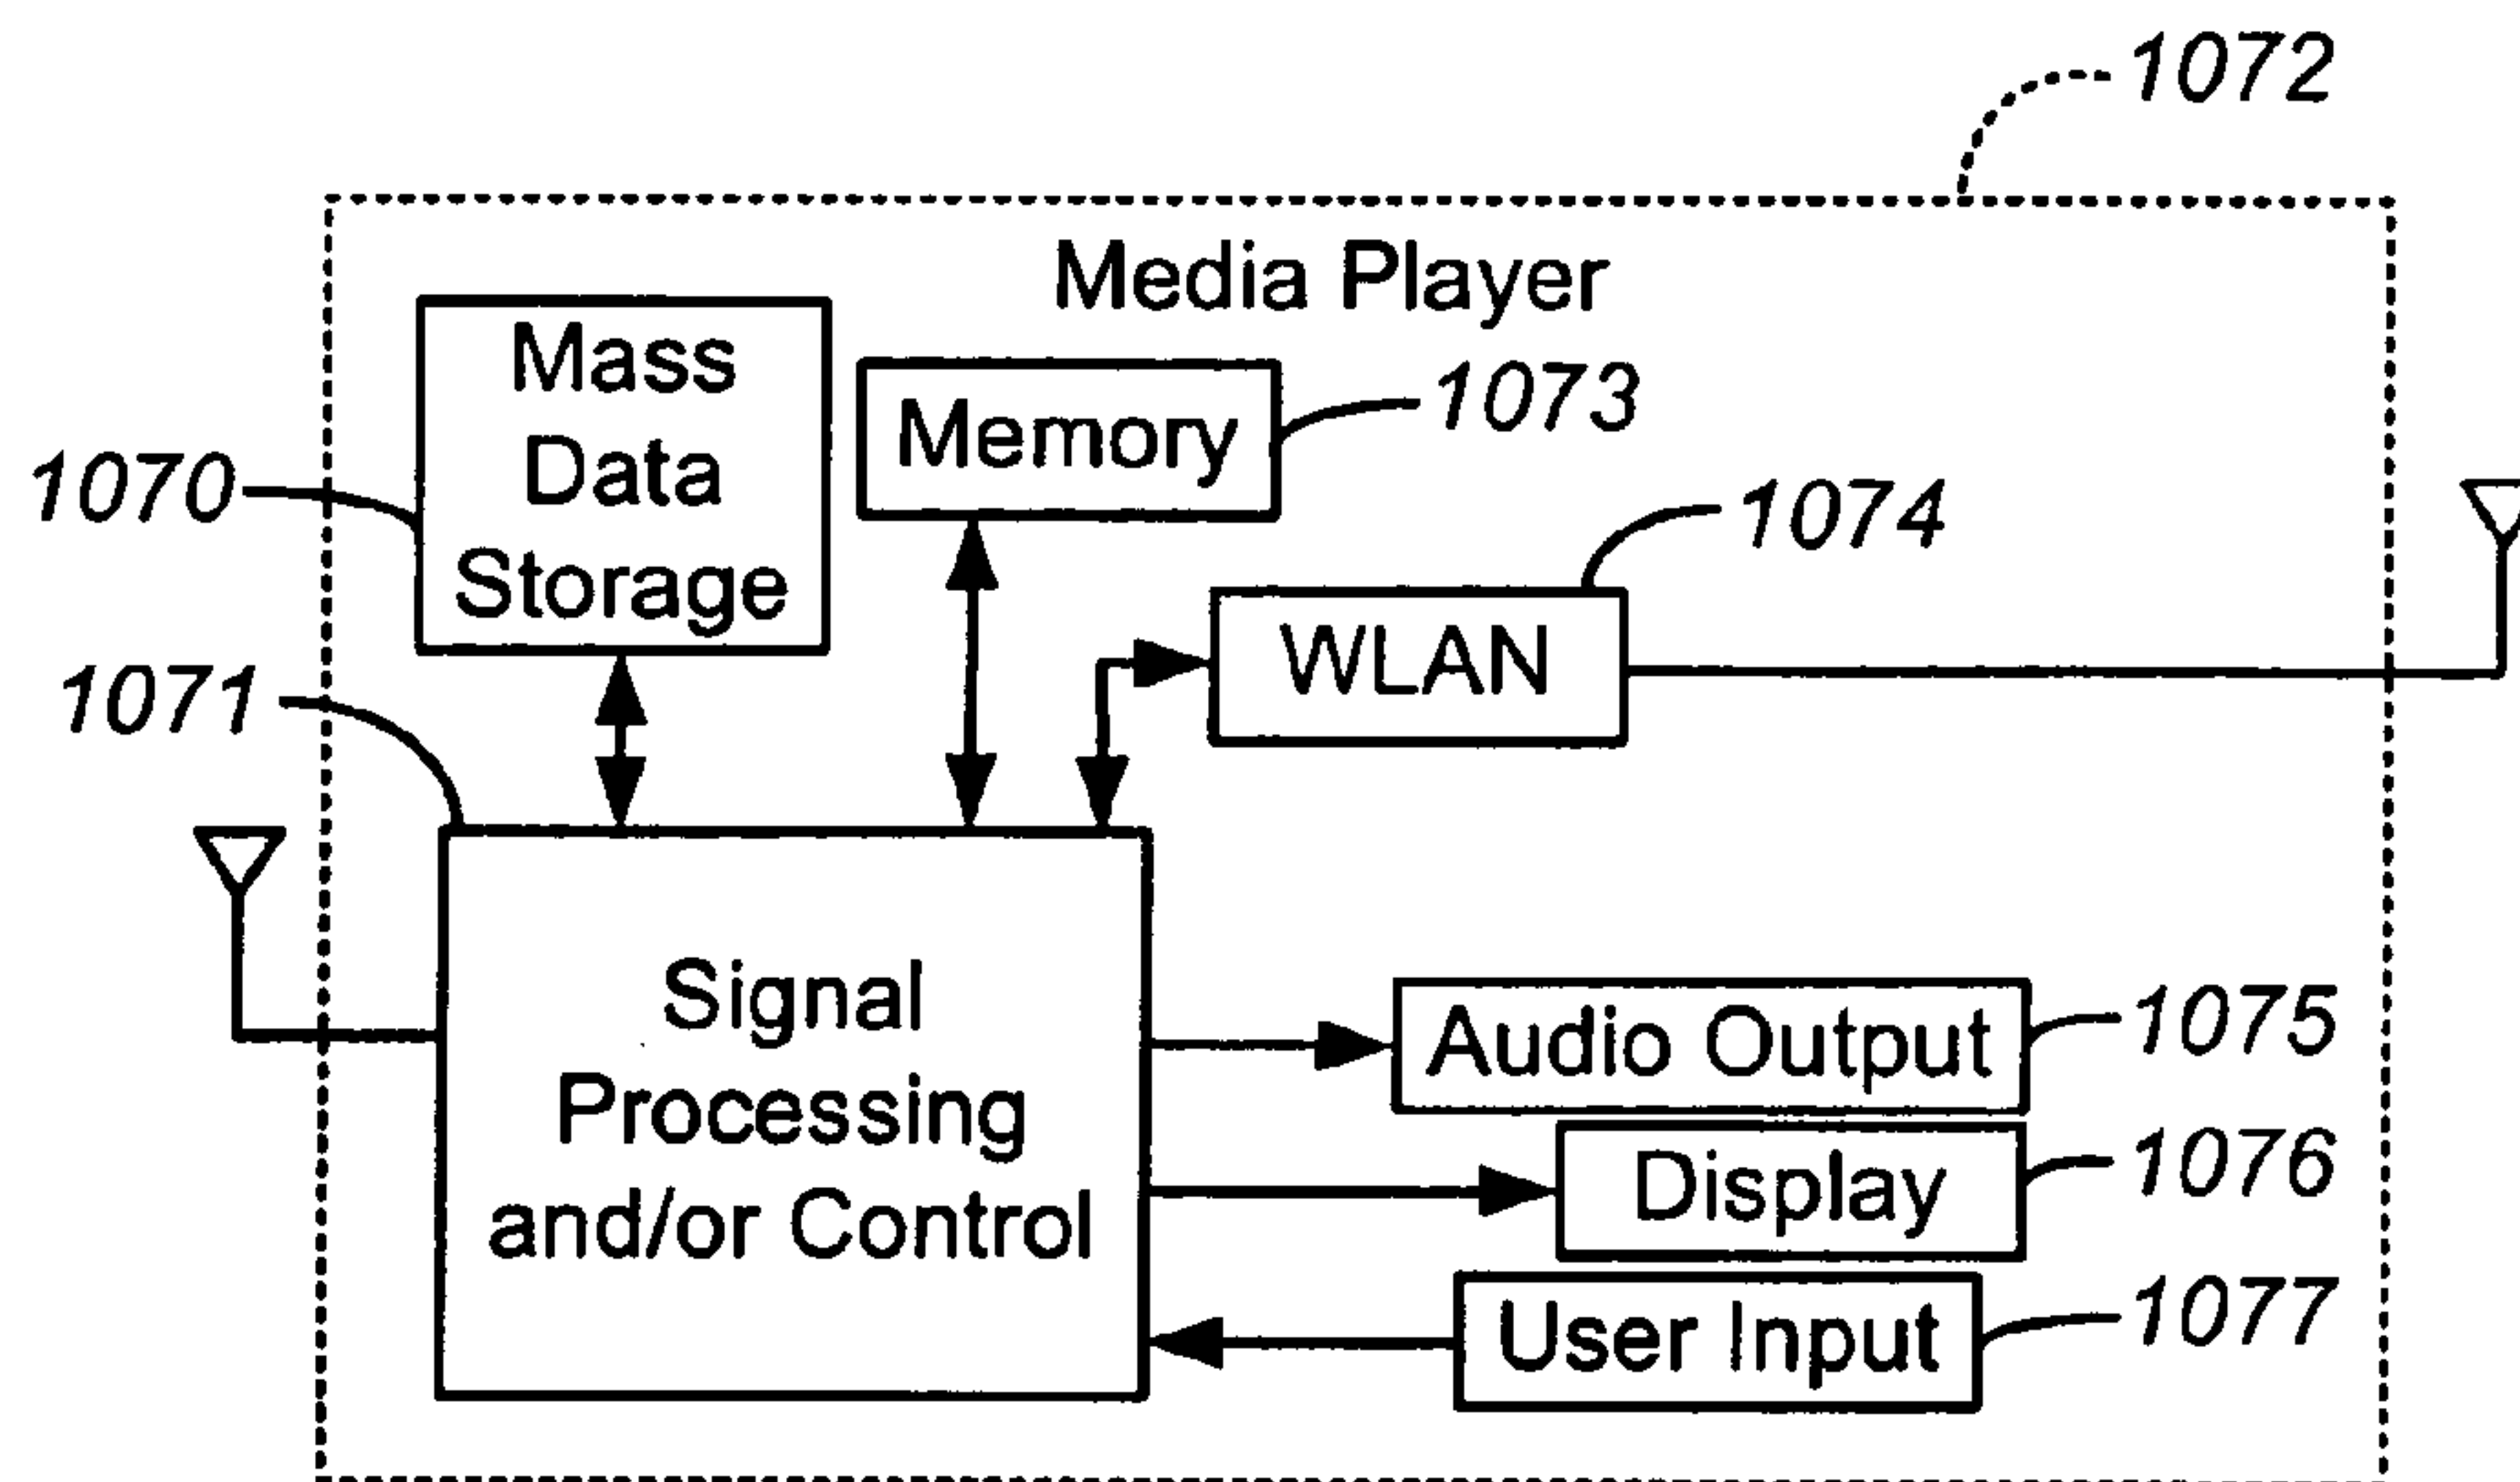 1072
Media Player
Mass
Data
Storage
Memory
1073
1070
1074
WLAN
1071
Signal
Processing
and/or Control
Audio Output
1075
Display
1076
User Input
1077